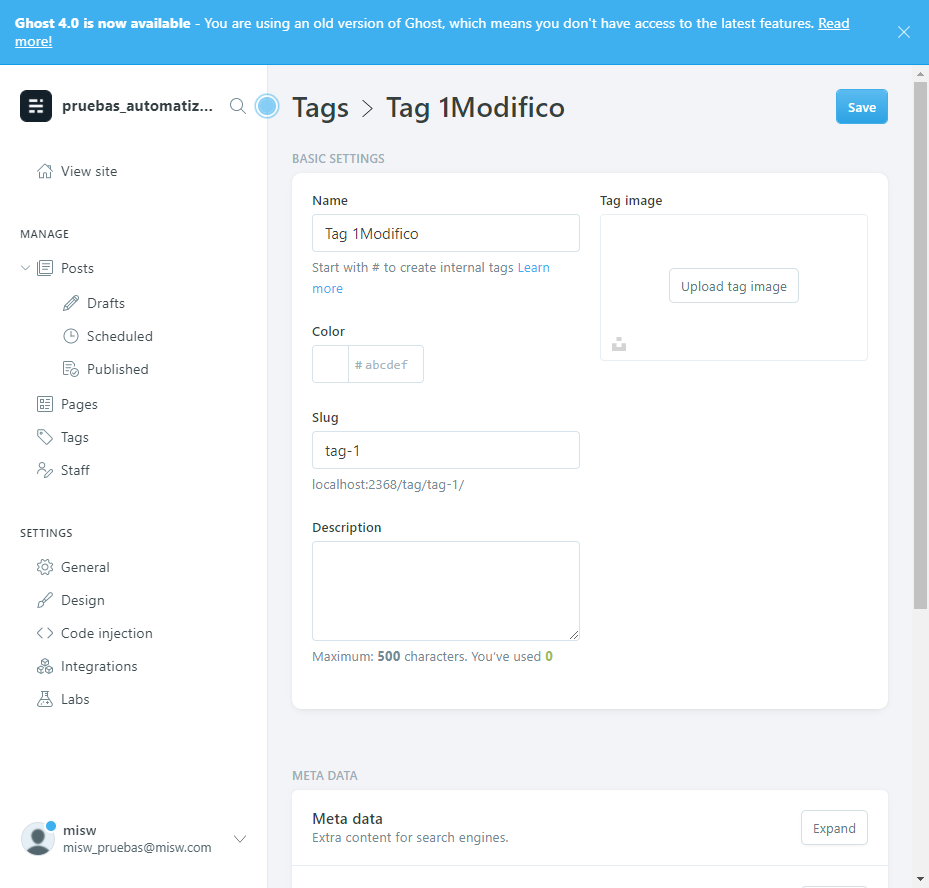 Ghost 4.0 is now available - You are using an old version of Ghost, which means you don't have access to the latest features. Read
more!
pruebas_automatiz...
View site
MANAGE
Posts
Drafts
Scheduled
Published
Pages
Tags
Staff
SETTINGS
General
Design
Code injection
Integrations
Labs
misw
misw_pruebas@misw.com
Tags > Tag 1Modifico
Save
BASIC SETTINGS
Name
Tag 1Modifico
Start with # to create internal tags Learn
more
Color
# abcdef
Slug
tag-1
localhost:2368/tag/tag-1/
Description
Maximum: 500 characters. You've used 0
Tag image
Upload tag image
META DATA
Meta data
Extra content for search engines.
Expand